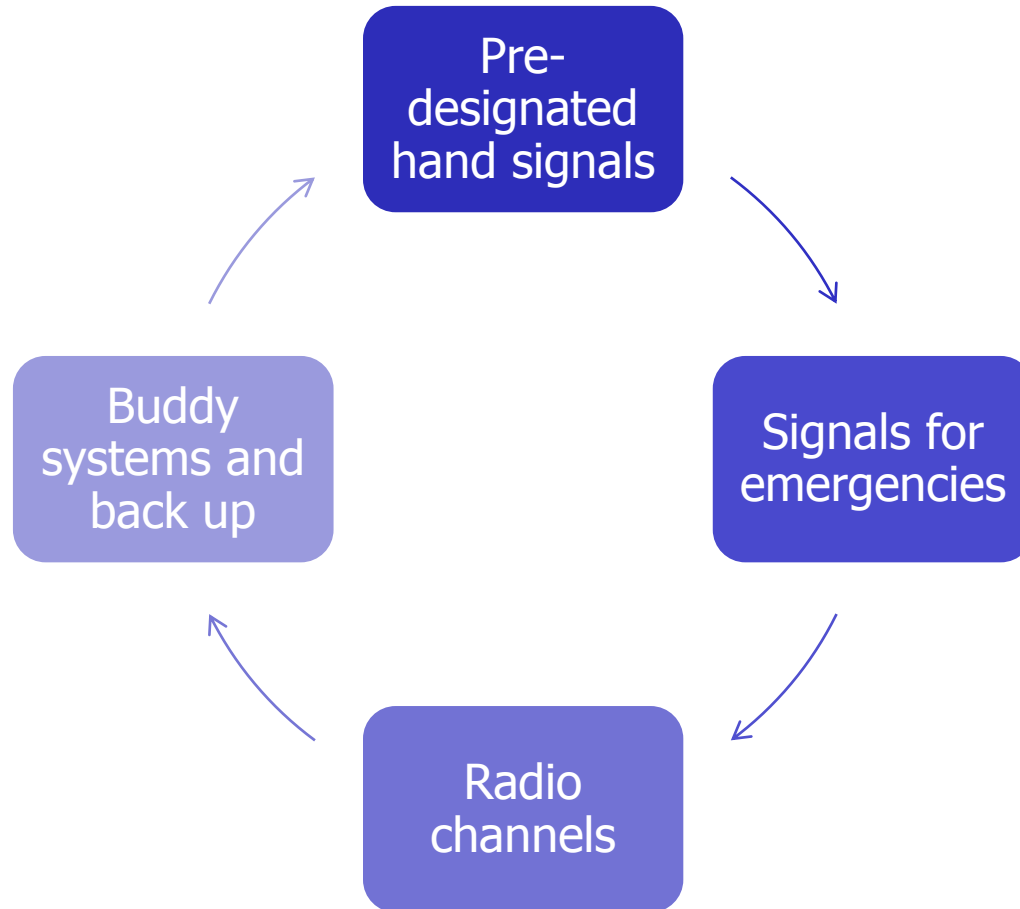 Pre-
designated
hand signals
Signals for
emergencies
Radio
channels
Buddy
systems and
back up